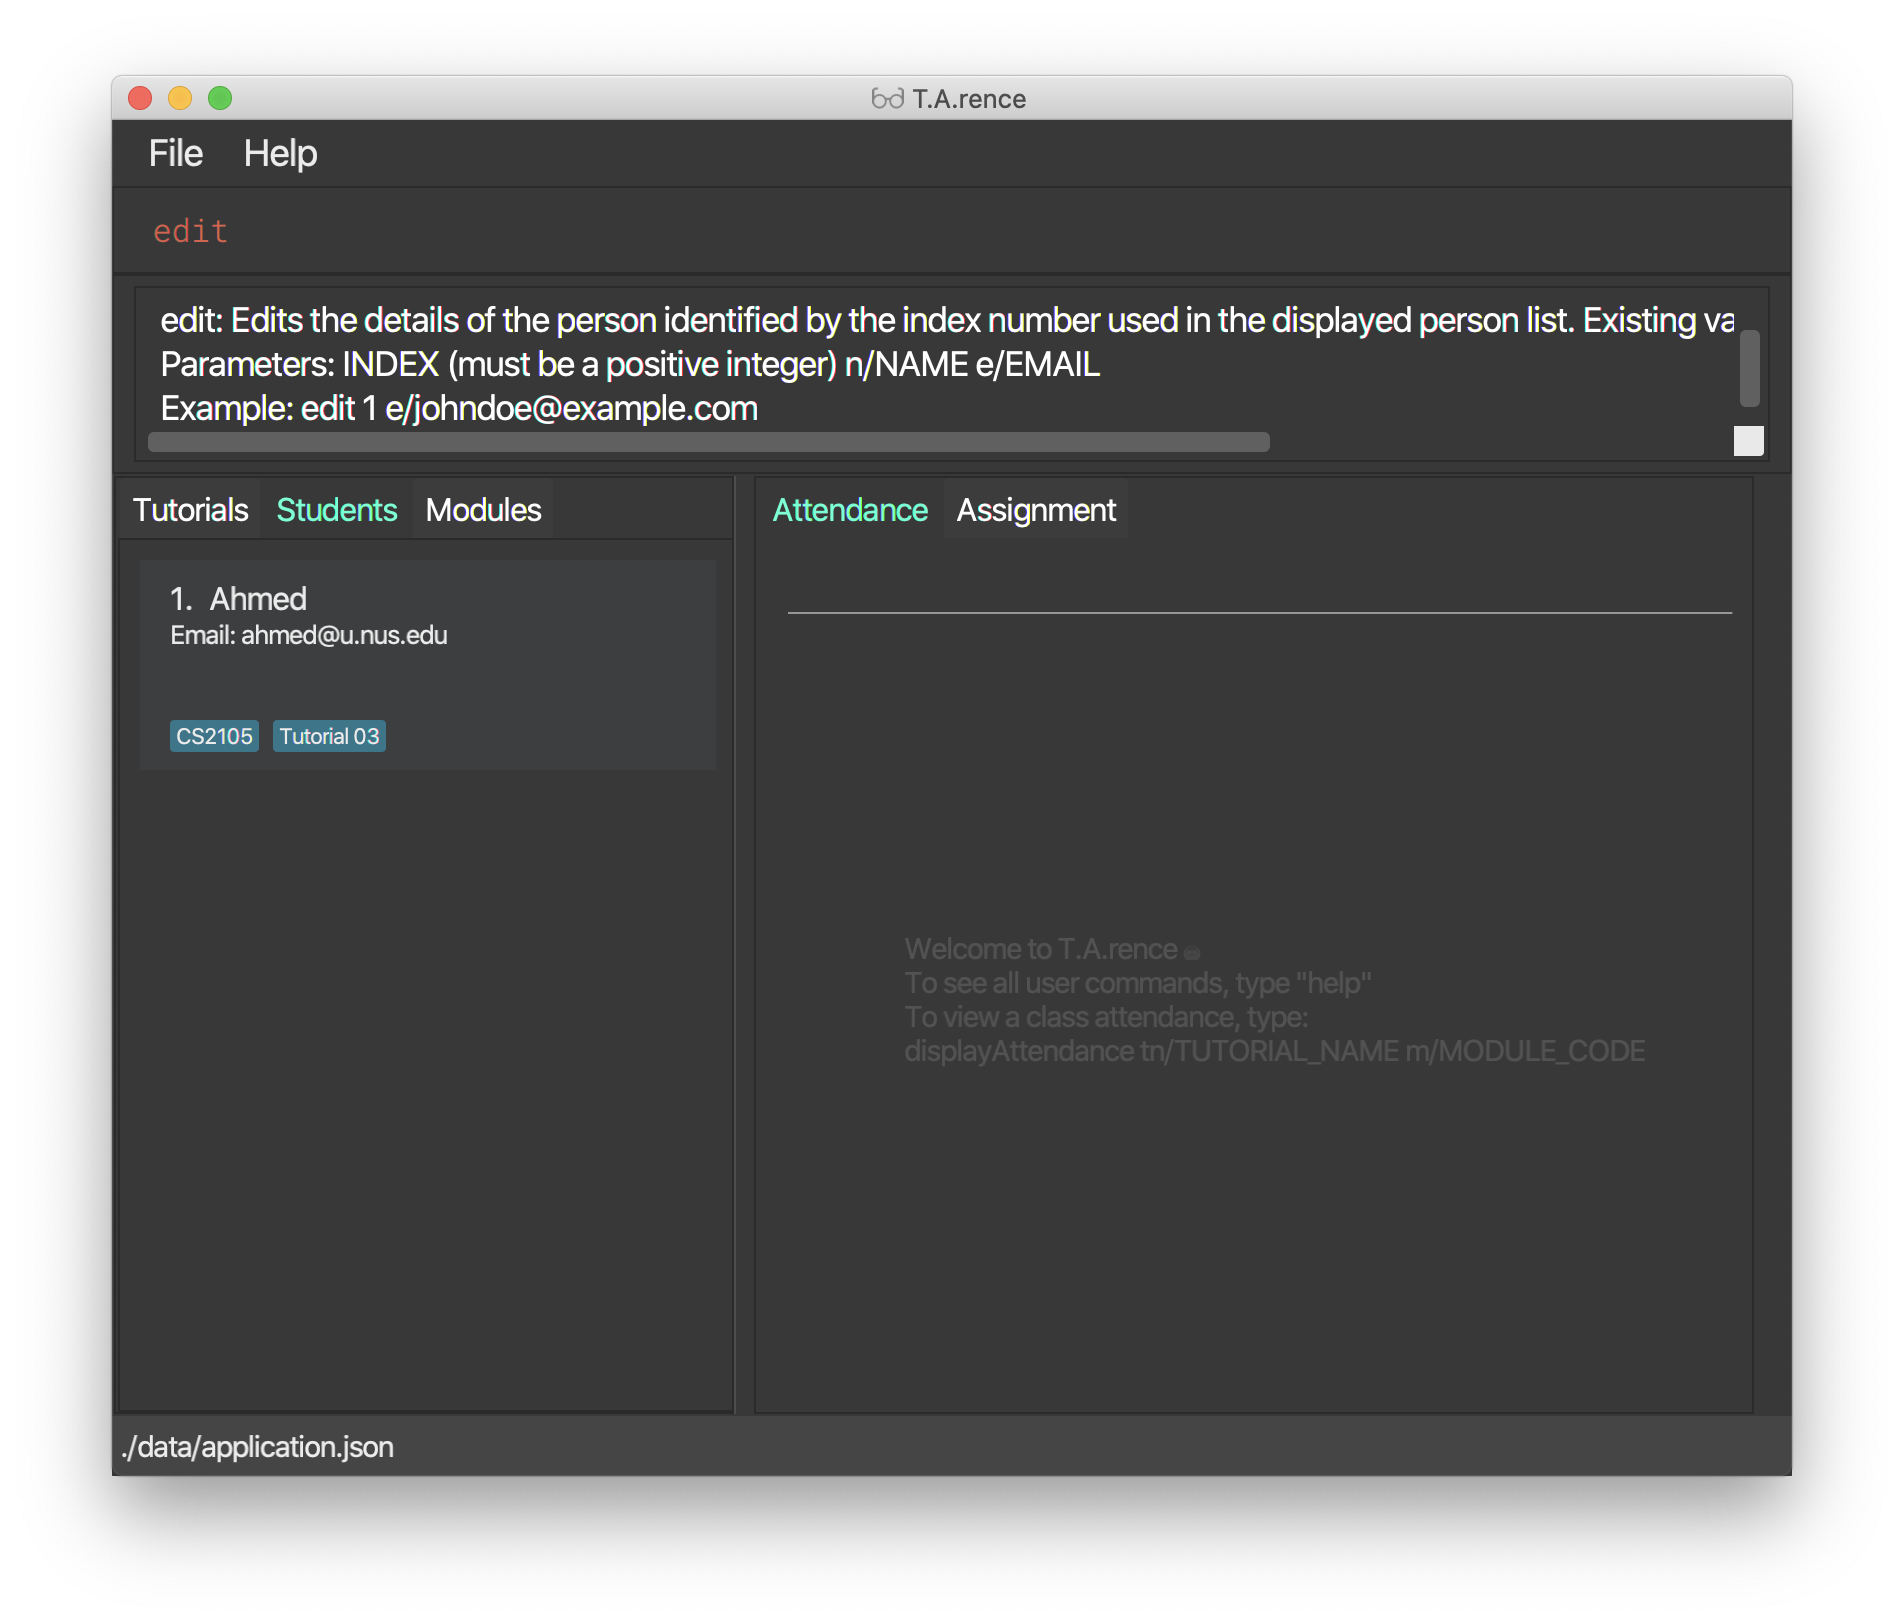 T.A.rence
File Help
edit
edit: Edits the details of the person identified by the index number used in the displayed person list. Existing va
Parameters: INDEX (must be a positive integer) n/NAME e/EMAIL
Example: edit 1 e/johndoe@example.com
Tutorials Students Modules
1. Ahmed
Email: ahmed@u.nus.edu
CS2105 Tutorial 03
Attendance Assignment
Welcome to T.A.rence
To see all user commands, type "help"
To view a class attendance, type:
displayAttendance tn/TUTORIAL_NAME m/MODULE_CODE
./data/application.json